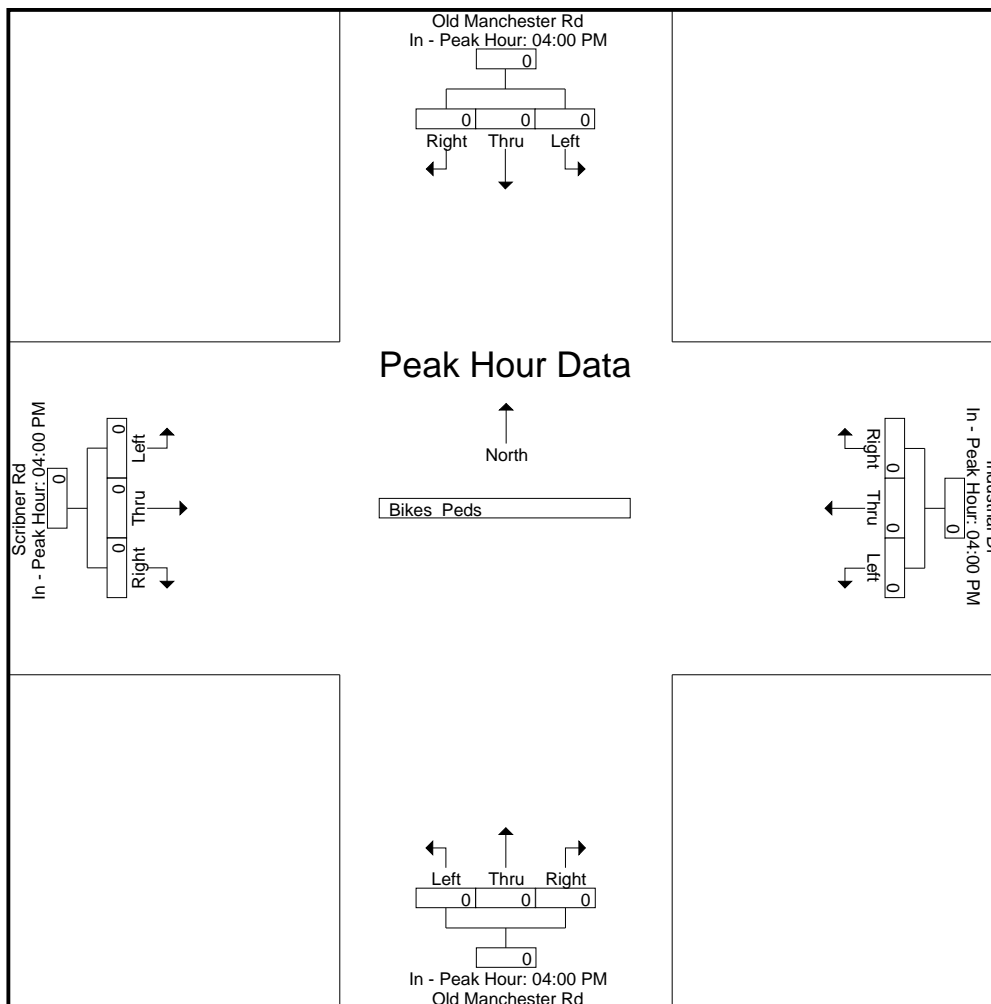 Old Manchester Rd
In - Peak Hour: 04:00 PM
0
0 0 0
Right Thru Left
Peak Hour Data
North
Bikes Peds
Scribner Rd
In - Peak Hour: 04:00 PM
0
0 0 0
Left Thru Right
Industrial Dr
In - Peak Hour: 04:00 PM
0
0 0 0
Right Thru Left
Left Thru Right
0 0 0
0
In - Peak Hour: 04:00 PM
Old Manchester Rd